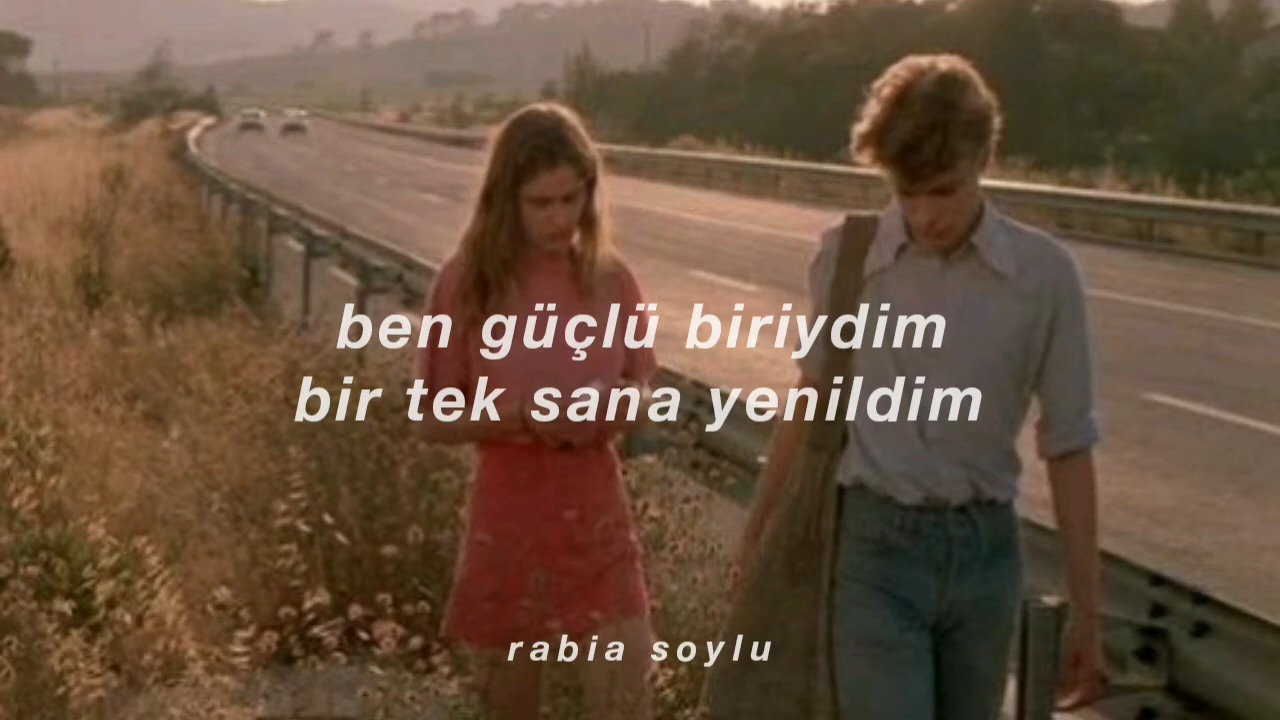 ben güçlü biriydim
bir tek sana yenildim
rabia soylu